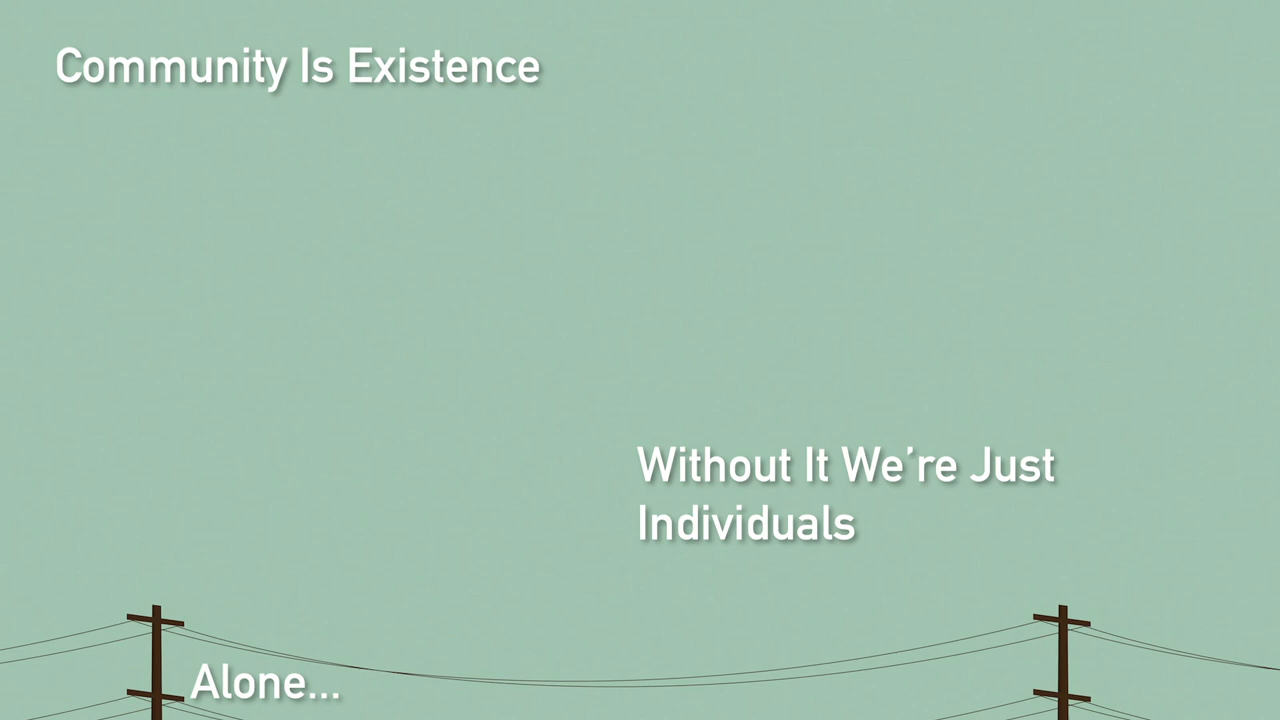 Community Is Existence
Without It We’re Just
Individuals
Alone...